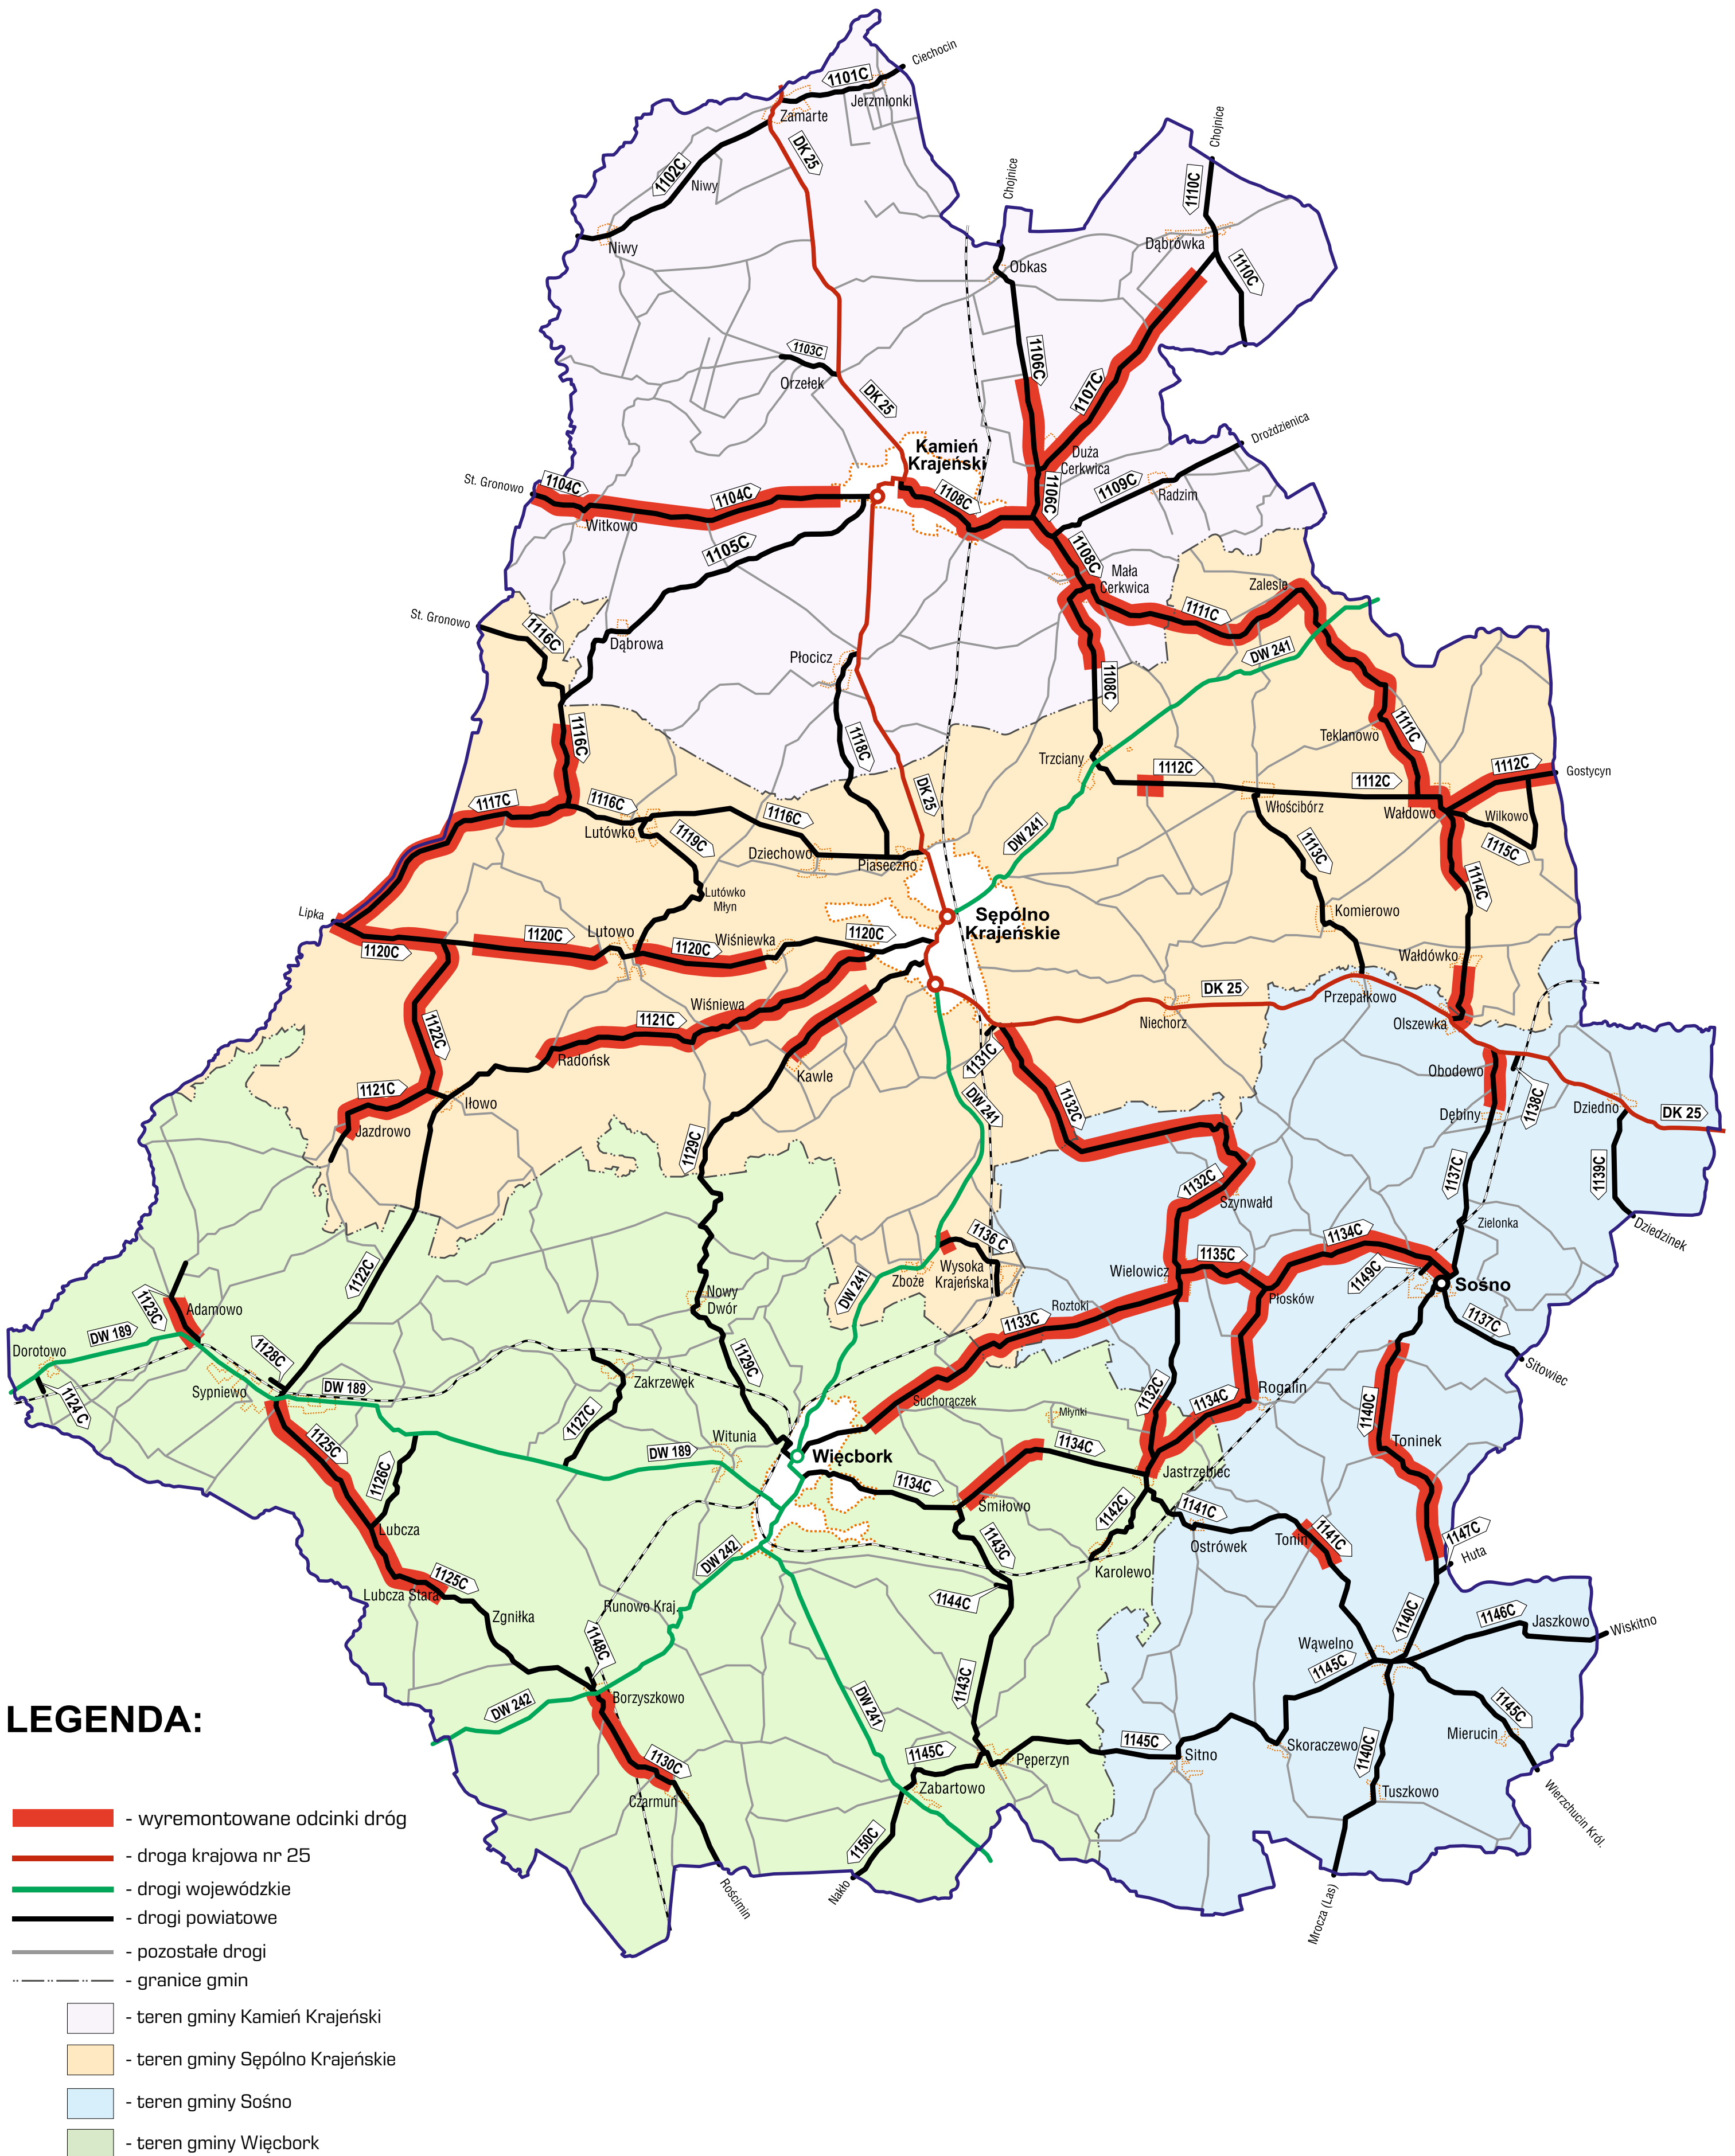 Ciechocin
1101C
Jerzmionki
Zamarte
DK 25
Chojnice
1102C
Niwy
Chojnice
1110C
Niwy
Dąbrówka
Obkas
1110C
1103C
Orzełek
1106C
1107C
DK 25
Kamień
Krajeński
Duża
Cerkwica
Drożdzienica
St. Gronowo
1104C
1104C
1108C
1106C
1109C
Radzim
Witkowo
1105C
1108C
Mała
Cerkwica
Zalesie
St. Gronowo
1116C
1111C
Dąbrowa
Płocicz
DW 241
1108C
1116C
1118C
Teklanowo
1111C
Trzciany
1112C
1112C
1112C
Gostycyn
DK 25
1117C
1116C
1116C
Włościbórz
Wałdowo
Wilkowo
Lutówko
1119C
Dziechowo
Piaseczno
DW 241
1113C
1115C
1114C
Lutówko
Młyn
Lipka
Sępólno
Krajeńskie
Komierowo
1120C
1120C
Lutowo
1120C
Wiśniewka
1120C
Wałdówko
DK 25
Przepałkowo
Wiśniewa
1121C
Niechorz
Olszewka
1122C
Radońsk
Kawle
1131C
Obodowo
1121C
Iłowo
DW 241
1132C
Dębiny
1138C
Dziedno
DK 25
Jazdrowo
1129C
1137C
1139C
1132C
Szynwałd
Zielonka
Dziedzinek
1136 C
1134C
1122C
Zboże
Wysoka
Krajeńska
Wielowicz
1135C
1149C
Sośno
DW 241
Nowy
Dwór
Płosków
1123C
Adamowo
Roztoki
1133C
1137C
DW 189
Dorotowo
1128C
1129C
Sitowiec
Sypniewo
DW 189
Zakrzewek
1124 C
Suchorączek
1132C
1134C
Rogalin
1140C
1127C
Młynki
1125C
Witunia
DW 189
1134C
Toninek
Więcbork
1126C
1134C
Jastrzębiec
Śmiłowo
1142C
1141C
Lubcza
Tonin
1141C
1147C
Huta
Ostrówek
DW 242
1143C
Karolewo
1125C
Lubcza Stara
1144C
Zgniłka
Runowo Kraj.
1140C
1146C
Jaszkowo
Wiskitno
1148C
Wąwelno
1145C
1143C
Borzyszkowo
DW 242
DW 241
1145C
Mierucin
LEGENDA:
1130C
1145C
Pęperzyn
1145C
Sitno
Skoraczewo
1140C
Czarmuń
Zabartowo
Tuszkowo
Wierzchucin Król.
- wyremontowane odcinki dróg
1150C
- droga krajowa nr 25
Nakło
Rościmin
- drogi wojewódzkie
Mrocza (Las)
- drogi powiatowe
- pozostałe drogi
- granice gmin
- teren gminy Kamień Krajeński
- teren gminy Sępólno Krajeńskie
- teren gminy Sośno
- teren gminy Więcbork